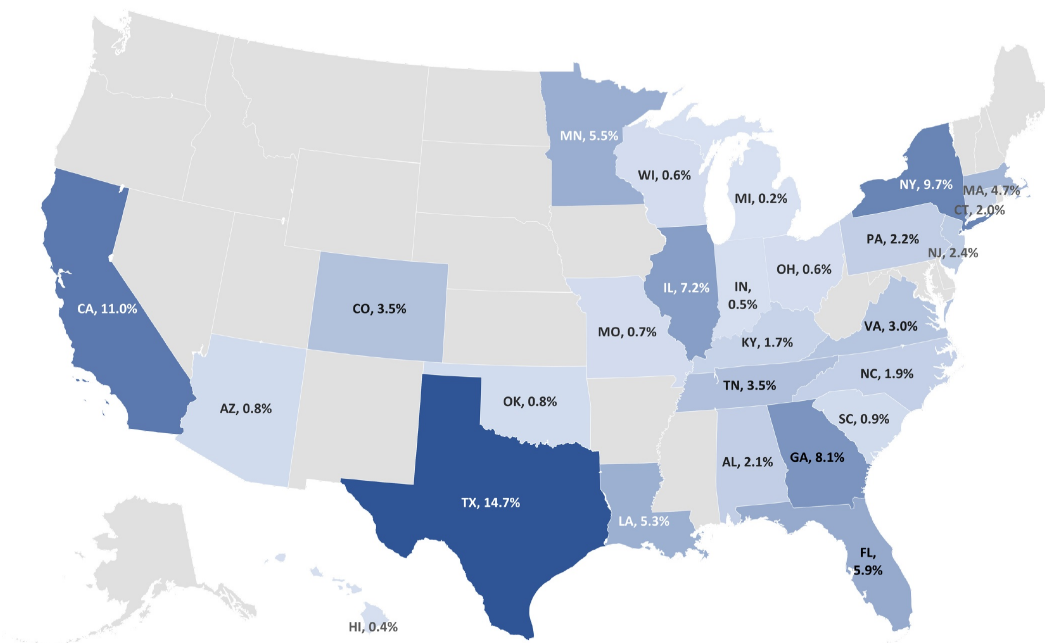 MN, 5.5%
WI, 0.6%
MI, 0.2%
NY, 9.7%
MA, 4.7%
CT, 2.0%
PA, 2.2%
NJ, 2.4%
CA, 11.0%
CO, 3.5%
IL, 7.2%
IN,
0.5%
OH, 0.6%
MO, 0.7%
KY, 1.7%
VA, 3.0%
TN, 3.5%
NC, 1.9%
AZ, 0.8%
OK, 0.8%
SC, 0.9%
AL, 2.1%
GA, 8.1%
TX, 14.7%
LA, 5.3%
FL,
5.9%
HI, 0.4%